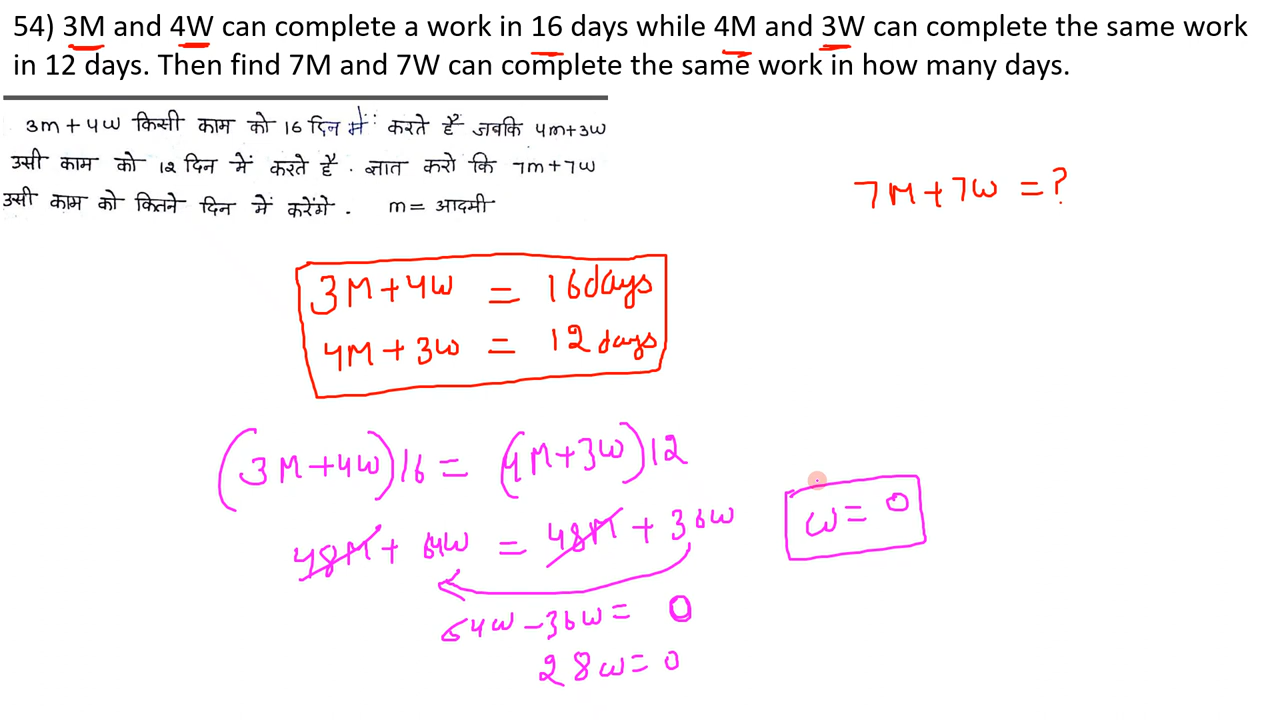 54) 3M and 4W can complete a work in 16 days while 4M and 3W can complete the same work
in 12 days. Then find 7M and 7W can complete the same work in how many days.
3m + 4W किसी काम को 16 दिन में करते हैं जबकि 4m+3W
उसी काम को 12 दिन में करते हैं . ज्ञात करो कि 7m+7W
उसी काम को कितने दिन में करेंगे . m= आदमी
7M+7W = ?
3M+4W = 16 days
4M+3W = 12 days
(3M+4W)16 = (4M+3W)12
48M + 64W = 48M + 36W
W = 0
64W - 36W = 0
28W = 0